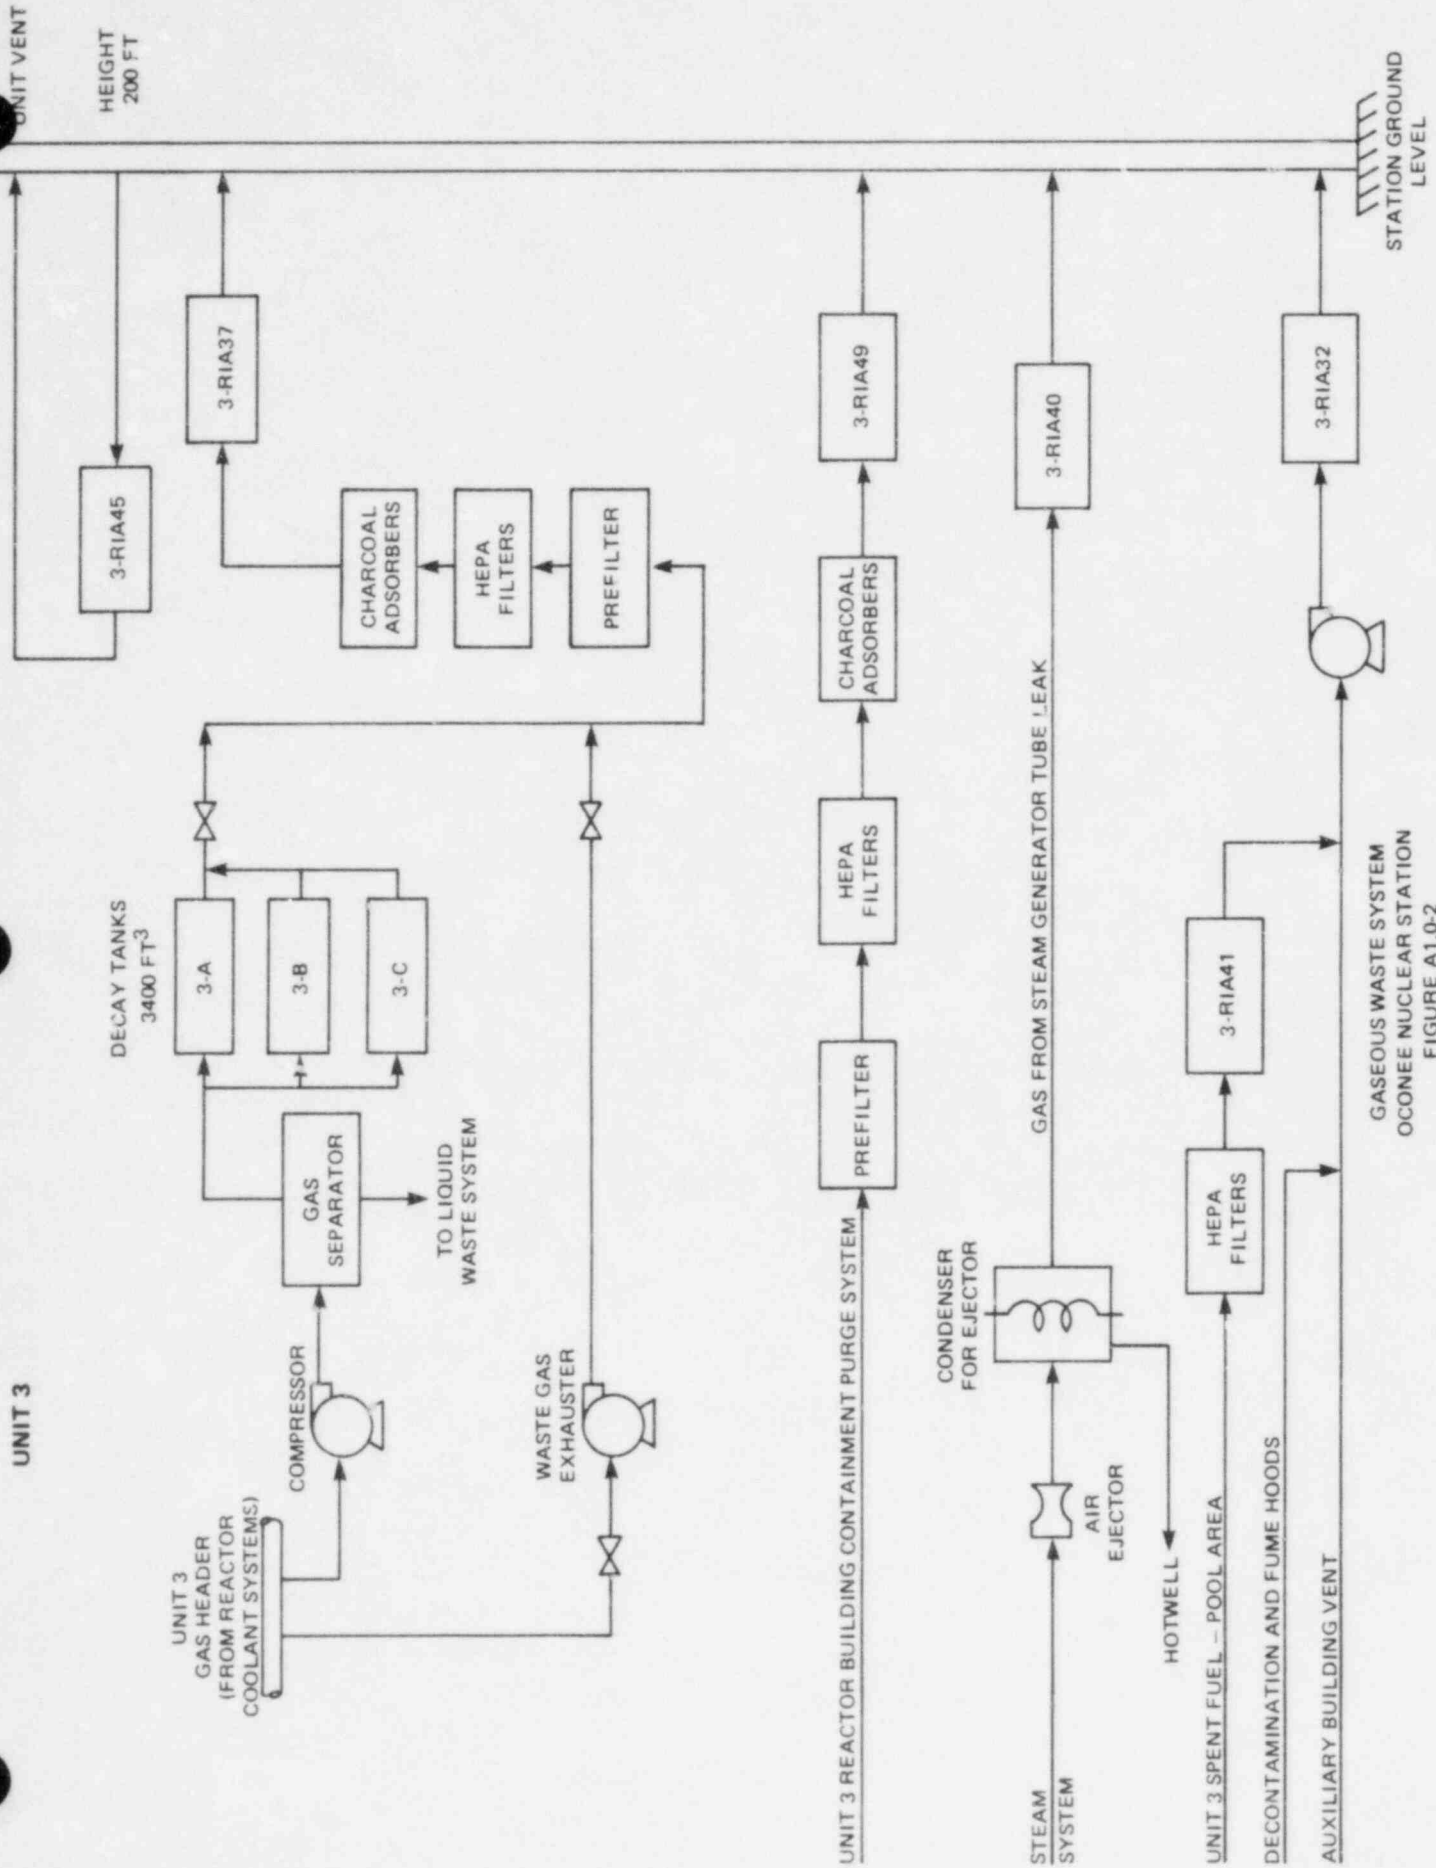 UNIT 3
UNIT VENT
HEIGHT
200 FT
UNIT 3
GAS HEADER
(FROM REACTOR
COOLANT SYSTEMS)
COMPRESSOR
GAS
SEPARATOR
TO LIQUID
WASTE SYSTEM
DECAY TANKS
3400 FT3
3-A
3-B
3-C
3-RIA45
3-RIA37
CHARCOAL
ADSORBERS
HEPA
FILTERS
PREFILTER
WASTE GAS
EXHAUSTER
UNIT 3 REACTOR BUILDING CONTAINMENT PURGE SYSTEM
PREFILTER
HEPA
FILTERS
CHARCOAL
ADSORBERS
3-RIA49
STEAM
SYSTEM
AIR
EJECTOR
CONDENSER
FOR EJECTOR
HOTWELL
GAS FROM STEAM GENERATOR TUBE LEAK
3-RIA40
UNIT 3 SPENT FUEL - POOL AREA
HEPA
FILTERS
3-RIA41
DECONTAMINATION AND FUME HOODS
AUXILIARY BUILDING VENT
3-RIA32
STATION GROUND
LEVEL
GASEOUS WASTE SYSTEM
OCONEE NUCLEAR STATION
FIGURE A1.0-2